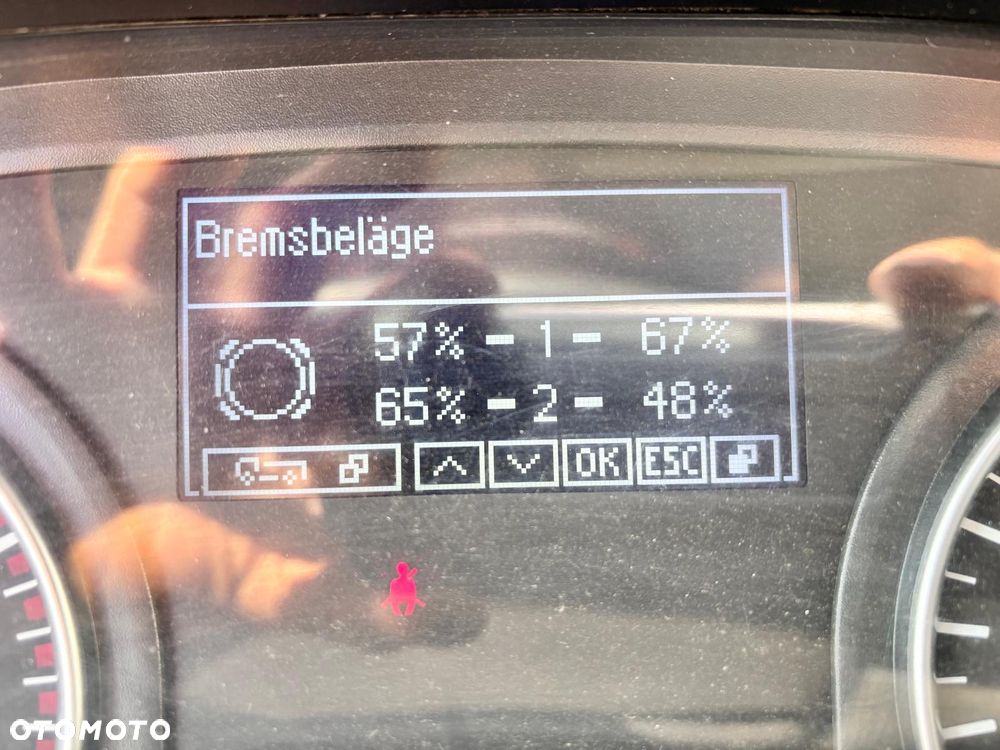 Bremsbeläge
57% - 1 - 67%
65% - 2 - 48%
OK ESC
OTOMOTO